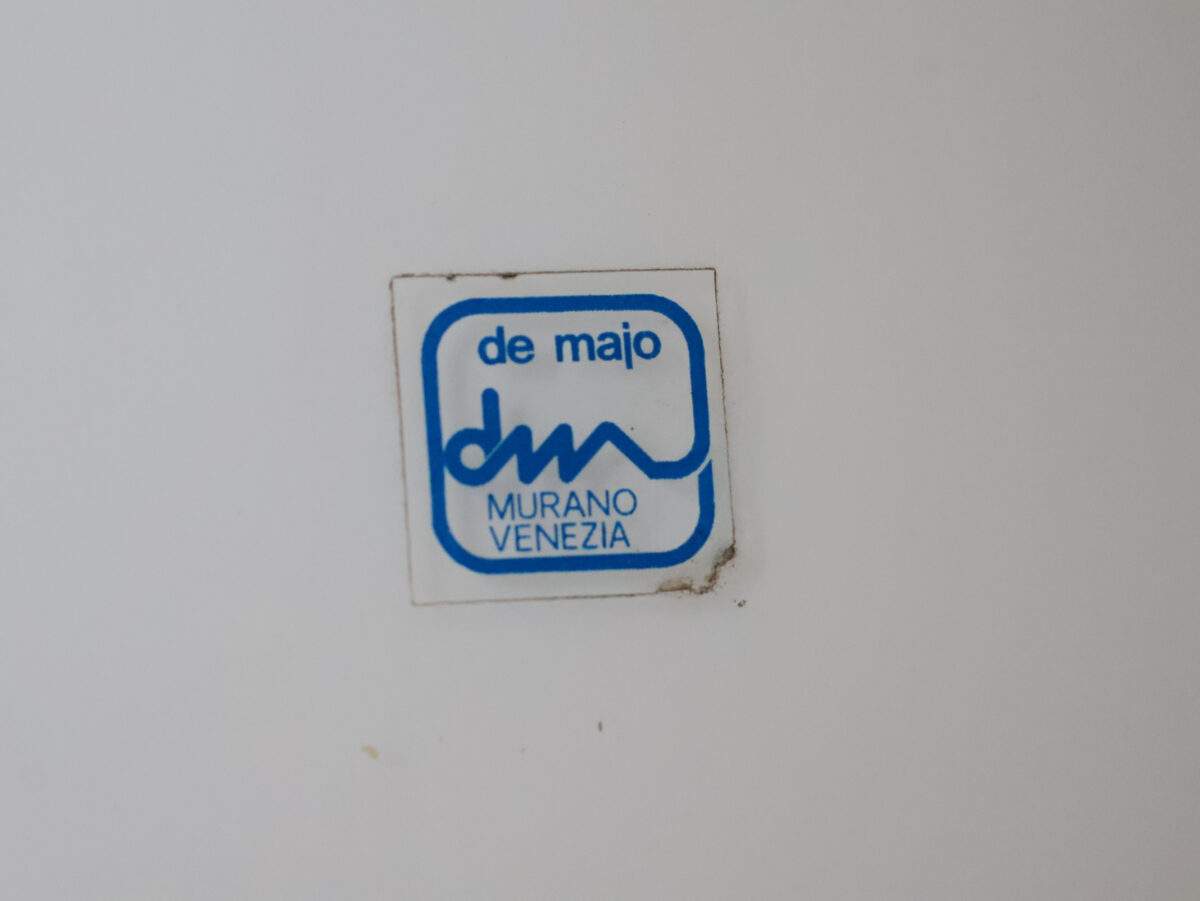 de majo
dm
MURANO
VENEZIA